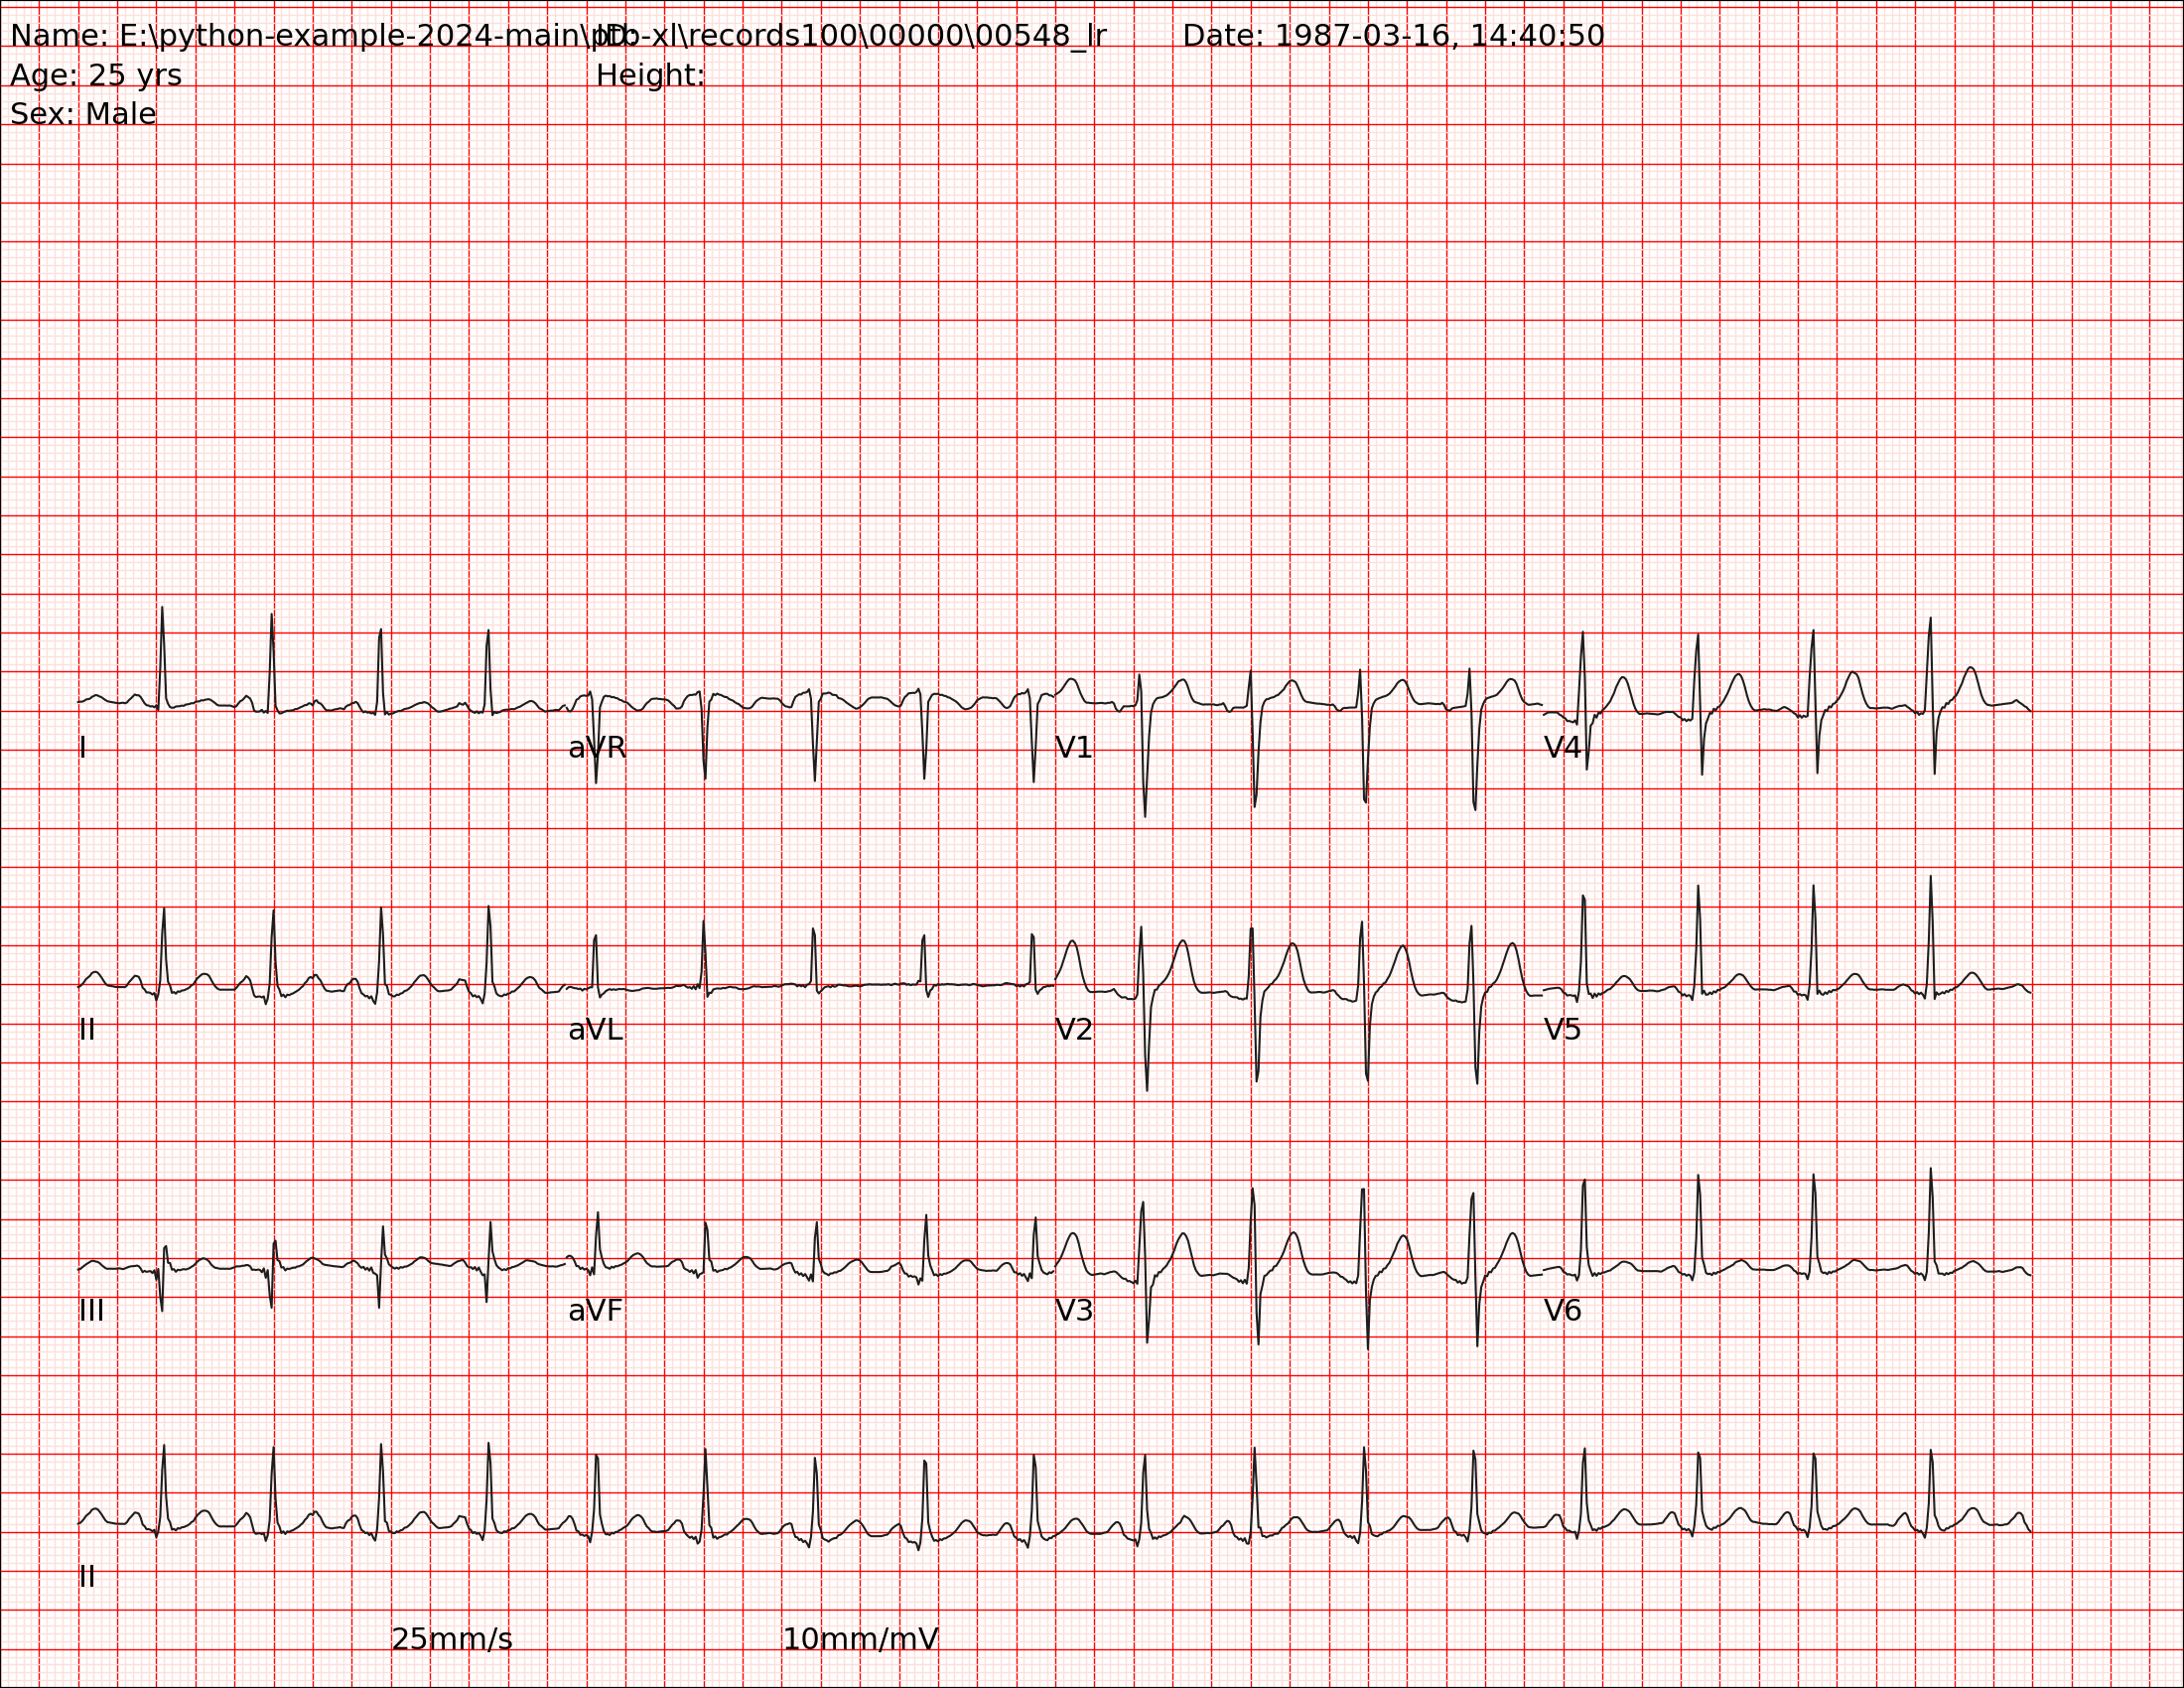 Name: E:\python-example-2024-main\ptb-xl\records100\00000\00548_lr ID: Date: 1987-03-16, 14:40:50
Age: 25 yrs Height:
Sex: Male
I aVR V1 V4
II aVL V2 V5
III aVF V3 V6
II
25mm/s 10mm/mV